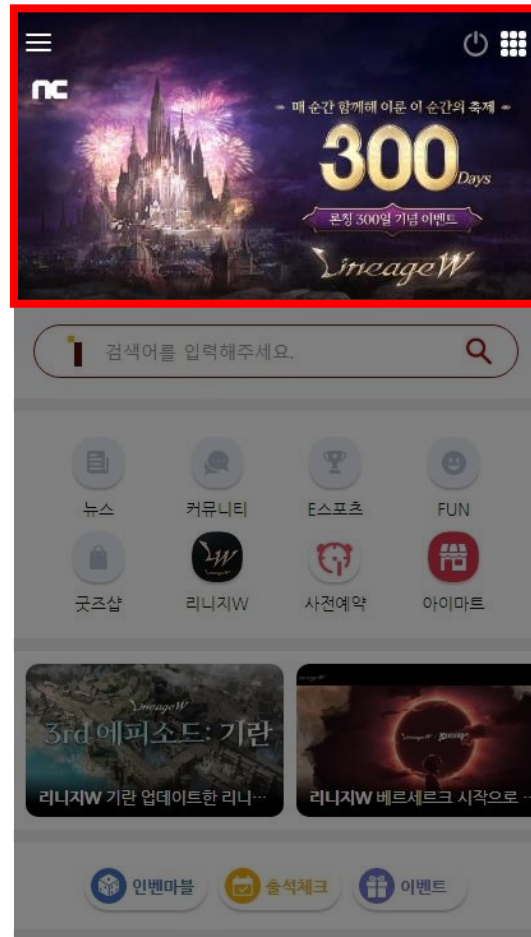 nc
매 순간 함께해 이룬 이 순간의 축제
300
Days
론칭 300일 기념 이벤트
LineageW
검색어를 입력해주세요.
뉴스 커뮤니티 E스포츠 FUN
굿즈샵 리니지W 사전예약 아이마트
LineageW
3rd 에피소드: 기란
리니지W 기란 업데이트한 리니…
리니지W 베르세르크 시작으로 …
인벤마블 출석체크 이벤트